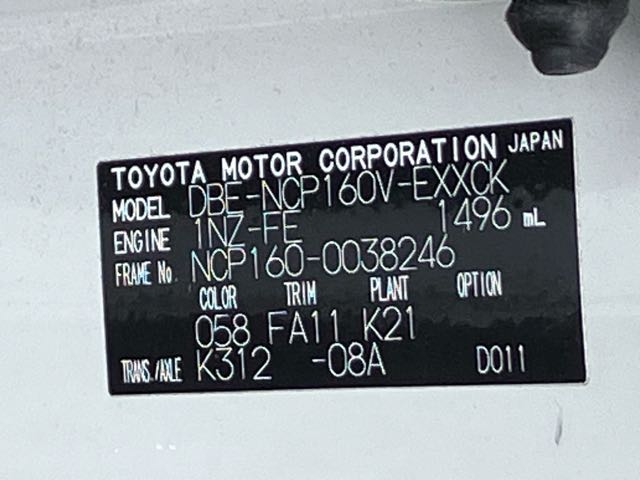 TOYOTA MOTOR CORPORATION JAPAN
MODEL DBE-NCP160V-EXXCK
ENGINE 1NZ-FE 1496 mL
FRAME No NCP160-0038246
COLOR TRIM PLANT OPTION
058 FA11 K21
TRANS./AXLE K312 -08A D011